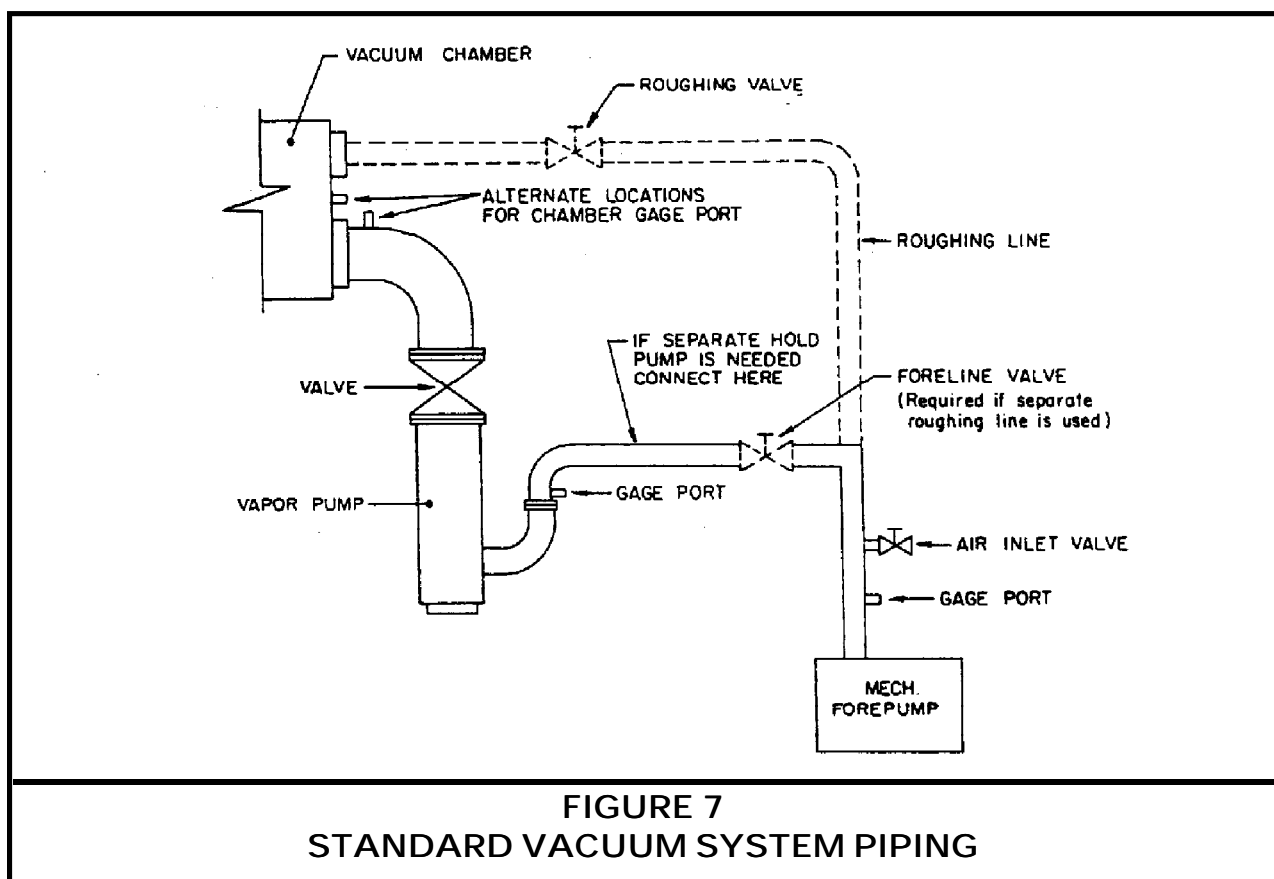 VACUUM CHAMBER
ROUGHING VALVE
ALTERNATE LOCATIONS
FOR CHAMBER GAGE PORT
ROUGHING LINE
IF SEPARATE HOLD
PUMP IS NEEDED
CONNECT HERE
FORELINE VALVE
(Required if separate
roughing line is used)
VALVE
VAPOR PUMP
GAGE PORT
AIR INLET VALVE
GAGE PORT
MECH.
FOREPUMP
FIGURE 7
STANDARD VACUUM SYSTEM PIPING